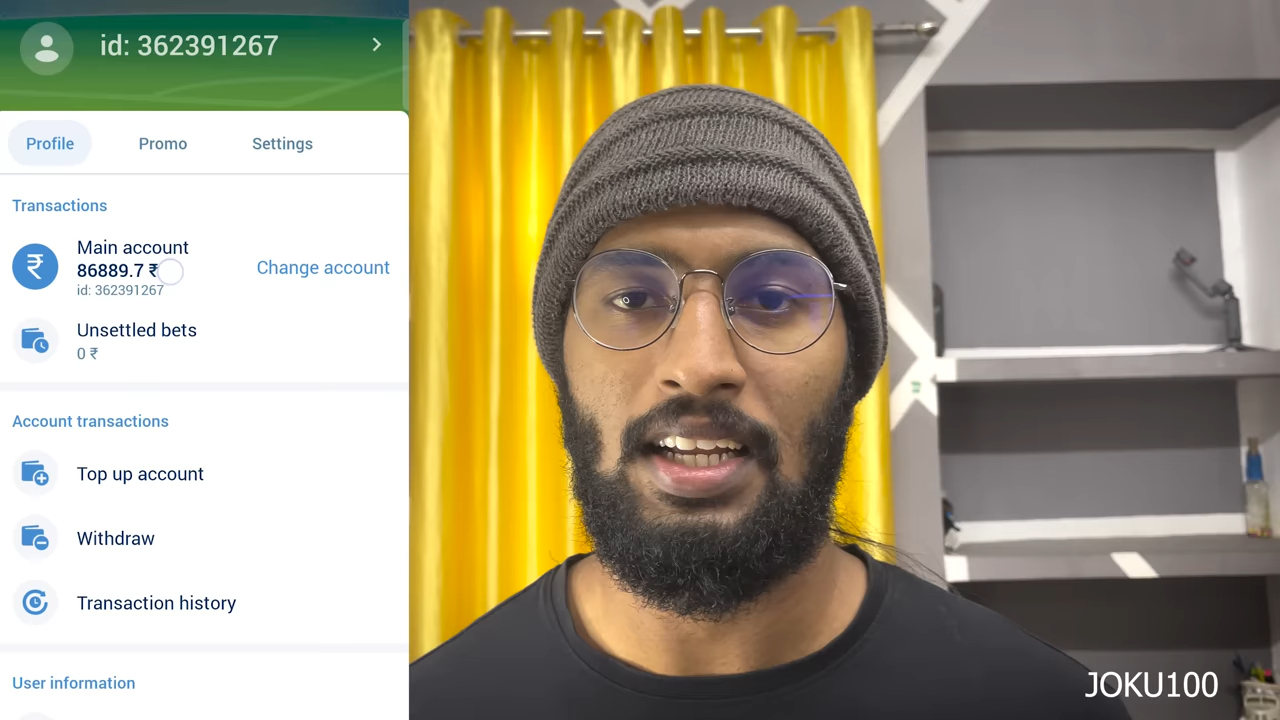 id: 362391267
Profile
Promo
Settings
Transactions
Main account
86889.7 ₹
id: 362391267
Change account
Unsettled bets
0 ₹
Account transactions
Top up account
Withdraw
Transaction history
User information
JOKU100